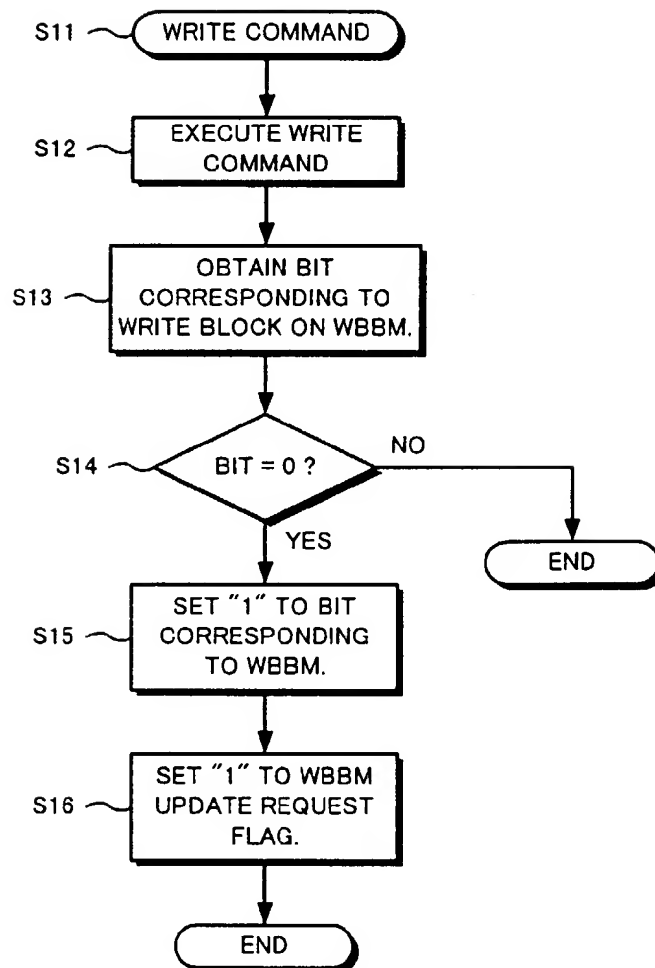 S11
WRITE COMMAND
S12
EXECUTE WRITE
COMMAND
S13
OBTAIN BIT
CORRESPONDING TO
WRITE BLOCK ON WBBM.
S14
BIT = 0 ?
NO
YES
END
S15
SET "1" TO BIT
CORRESPONDING
TO WBBM.
S16
SET "1" TO WBBM
UPDATE REQUEST
FLAG.
END